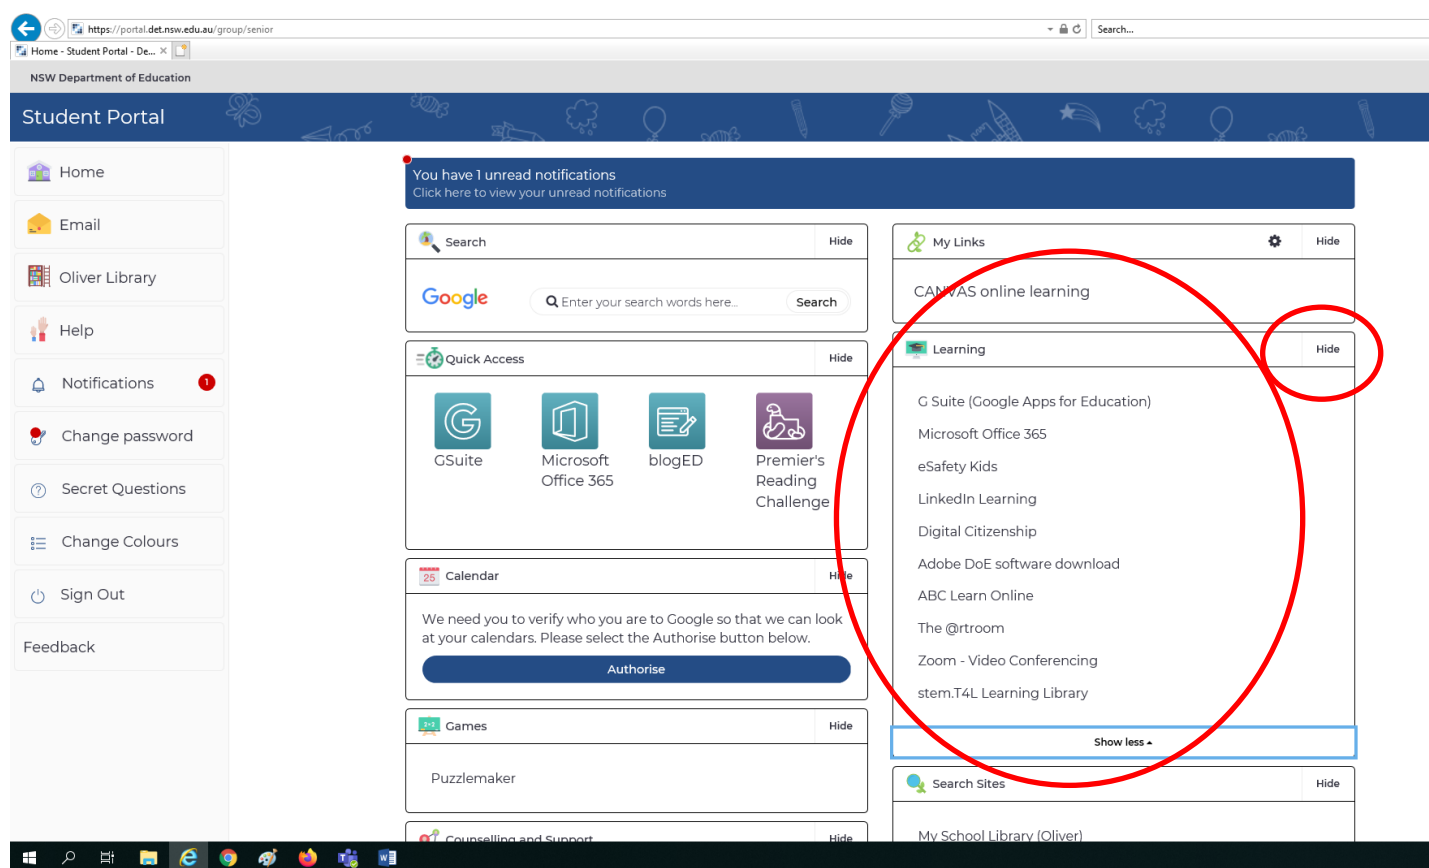 https://portal.det.nsw.edu.au/group/senior
Search...
Home - Student Portal - De...
NSW Department of Education
Student Portal
Home
Email
Oliver Library
Help
Notifications
1
Change password
Secret Questions
Change Colours
Sign Out
Feedback
You have 1 unread notifications
Click here to view your unread notifications
Search
Hide
Google
Enter your search words here...
Search
Quick Access
Hide
GSuite
Microsoft
Office 365
blogED
Premier's
Reading
Challenge
25
Calendar
Hide
We need you to verify who you are to Google so that we can look
at your calendars. Please select the Authorise button below.
Authorise
Games
Hide
Puzzlemaker
Counselling and Support
Hide
My Links
Hide
CANVAS online learning
Learning
Hide
G Suite (Google Apps for Education)
Microsoft Office 365
eSafety Kids
LinkedIn Learning
Digital Citizenship
Adobe DoE software download
ABC Learn Online
The @rtroom
Zoom - Video Conferencing
stem.T4L Learning Library
Show less
Search Sites
Hide
My School Library (Oliver)